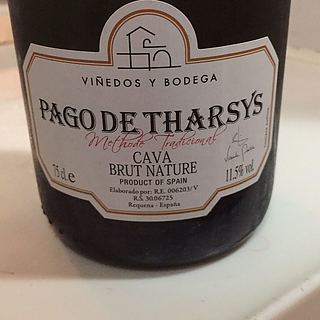 VIÑEDOS Y BODEGA
PAGO DE THARSYS
Methode Tradicional
CAVA
BRUT NATURE
PRODUCT OF SPAIN
75cl e
11.5% vol.
Elaborado por: R.E. 006203/V
R.S. 30.06725
Requena - España